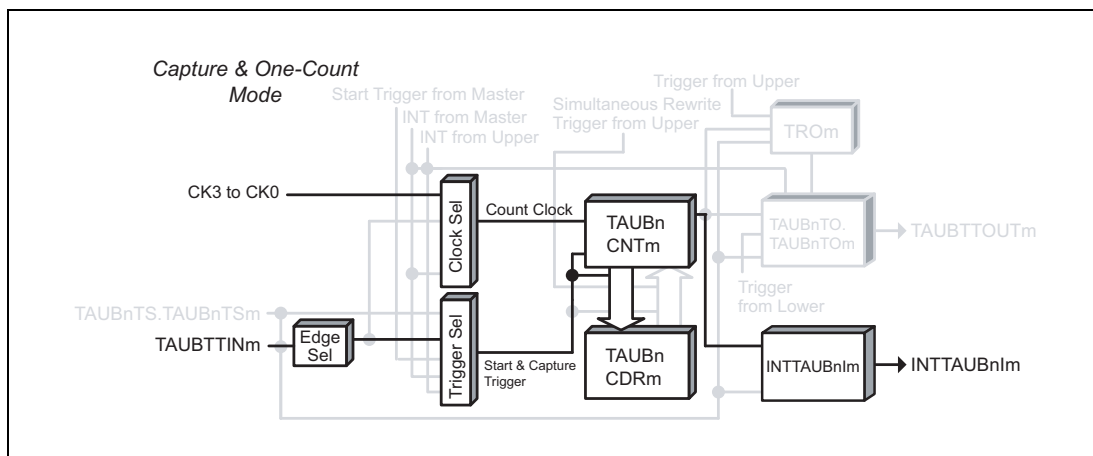 Capture & One-Count
Mode
Trigger from Upper
Start Trigger from Master
Simultaneous Rewrite
Trigger from Upper
INT from Master
INT from Upper
TROm
CK3 to CK0
Clock Sel
Count Clock
TAUBn
CNTm
TAUBnTO.
TAUBnTOm
TAUBTTOUTm
Trigger
from Lower
TAUBnTS.TAUBnTSm
TAUBTTINm
Edge
Sel
Trigger Sel
Start & Capture
Trigger
TAUBn
CDRm
INTTAUBnIm
INTTAUBnIm